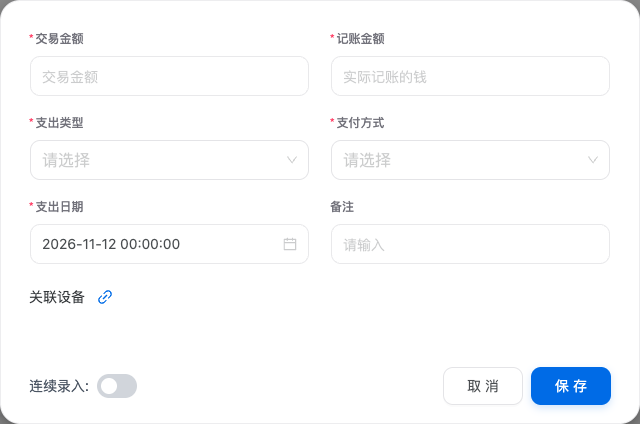 *交易金额
*记账金额
交易金额
实际记账的钱
*支出类型
*支付方式
请选择
请选择
*支出日期
备注
2026-11-12 00:00:00
请输入
关联设备
连续录入:
取消
保存